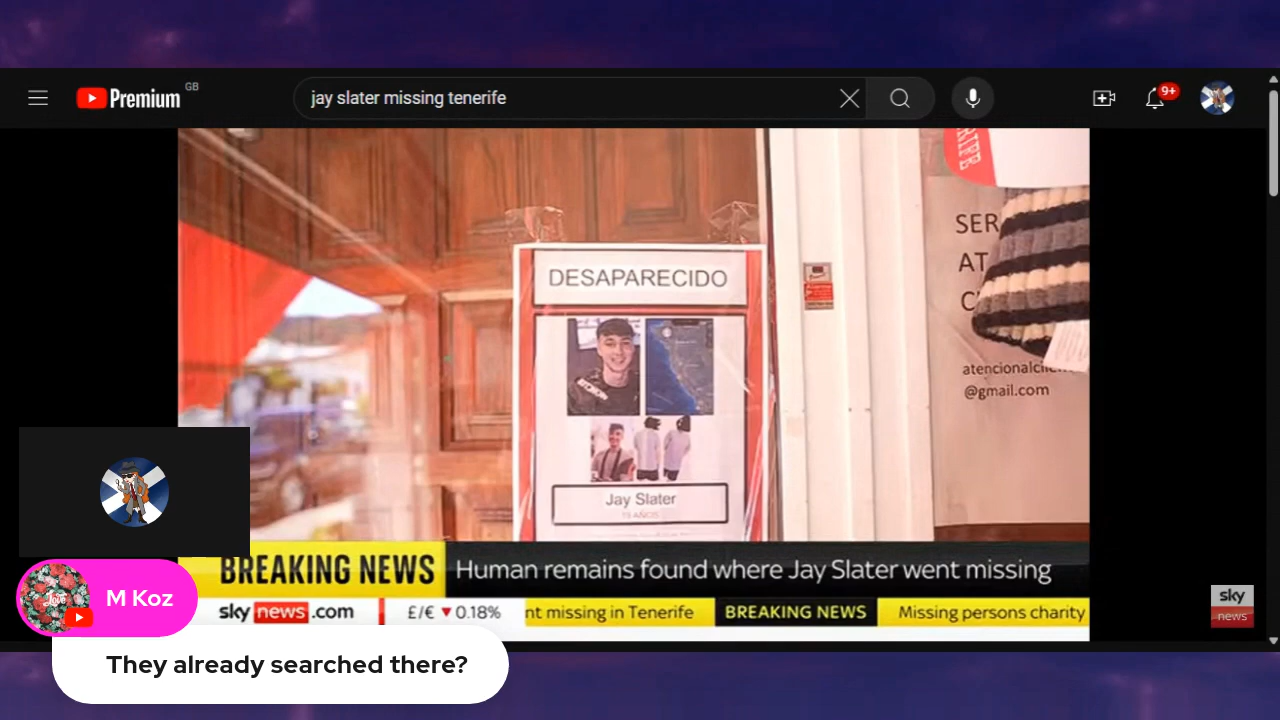 Premium GB
jay slater missing tenerife
9+
SER
AT
C
DESAPARECIDO
atencionalcli
@gmail.com
Jay Slater
BREAKING NEWS
Human remains found where Jay Slater went missing
sky news.com
£/€ ▼ 0.18%
nt missing in Tenerife
BREAKING NEWS
Missing persons charity
sky
news
M Koz
They already searched there?